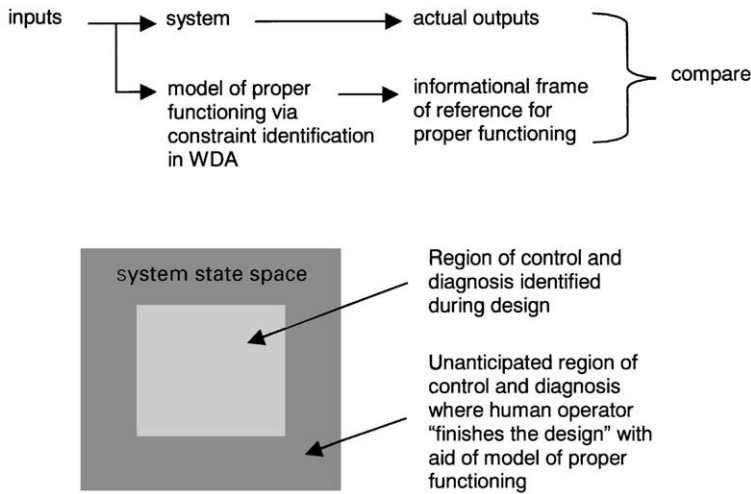 inputs
system
actual outputs
model of proper
functioning via
constraint identification
in WDA
informational frame
of reference for
proper functioning
compare
system state space
Region of control and
diagnosis identified
during design
Unanticipated region of
control and diagnosis
where human operator
“finishes the design” with
aid of model of proper
functioning